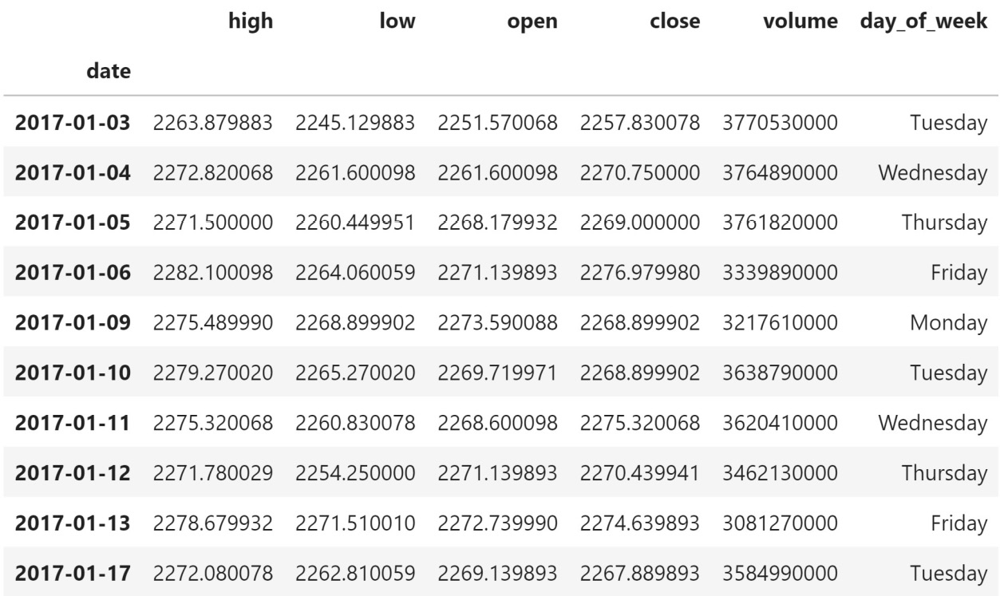 high low open close volume day_of_week
date
2017-01-03 2263.879883 2245.129883 2251.570068 2257.830078 3770530000 Tuesday
2017-01-04 2272.820068 2261.600098 2261.600098 2270.750000 3764890000 Wednesday
2017-01-05 2271.500000 2260.449951 2268.179932 2269.000000 3761820000 Thursday
2017-01-06 2282.100098 2264.060059 2271.139893 2276.979980 3339890000 Friday
2017-01-09 2275.489990 2268.899902 2273.590088 2268.899902 3217610000 Monday
2017-01-10 2279.270020 2265.270020 2269.719971 2268.899902 3638790000 Tuesday
2017-01-11 2275.320068 2260.830078 2268.600098 2275.320068 3620410000 Wednesday
2017-01-12 2271.780029 2254.250000 2271.139893 2270.439941 3462130000 Thursday
2017-01-13 2278.679932 2271.510010 2272.739990 2274.639893 3081270000 Friday
2017-01-17 2272.080078 2262.810059 2269.139893 2267.889893 3584990000 Tuesday